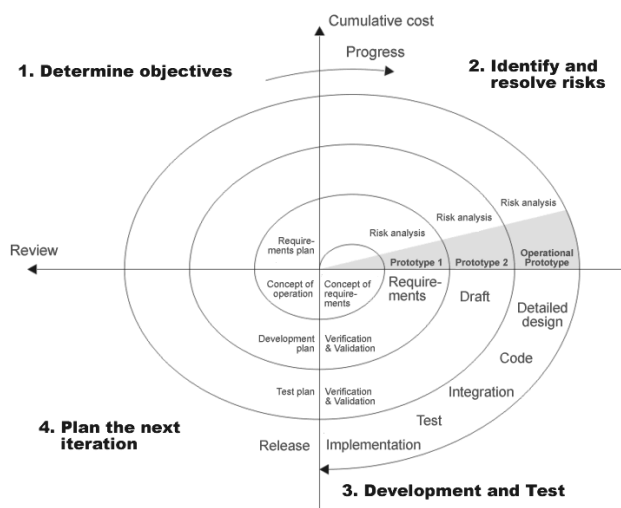 Cumulative cost
Progress
1. Determine objectives
2. Identify and
resolve risks
Risk analysis
Risk analysis
Risk analysis
Require-
ments plan
Review
Prototype 1
Prototype 2
Operational
Prototype
Concept of
operation
Concept of
require-
ments
Require-
ments
Draft
Detailed
design
Development
plan
Verification
& Validation
Code
Test plan
Verification
& Validation
Integration
Test
4. Plan the next
iteration
Release
Implementation
3. Development and Test